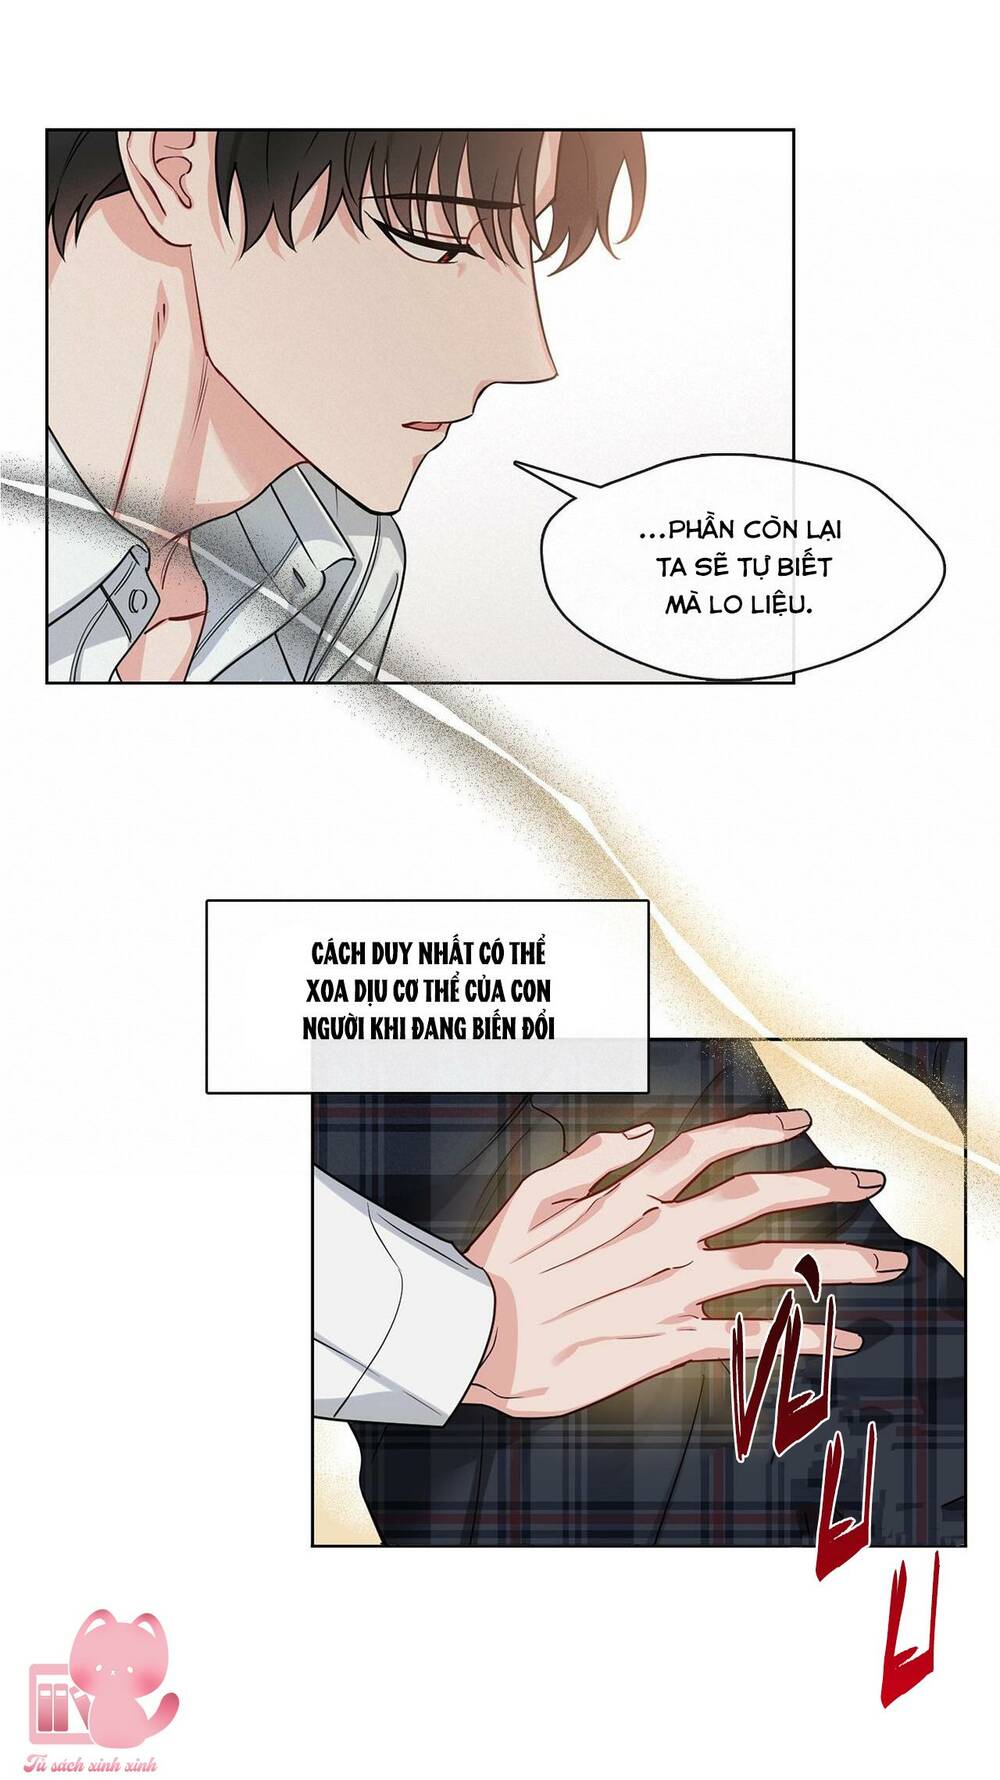 ...PHẦN CÒN LẠI
TA SẼ TỰ BIẾT
MÀ LO LIỆU.
CÁCH DUY NHẤT CÓ THỂ
XOA DỊU CƠ THỂ CỦA CON
NGƯỜI KHI ĐANG BIẾN ĐỔI
Tủ sách xinh xinh